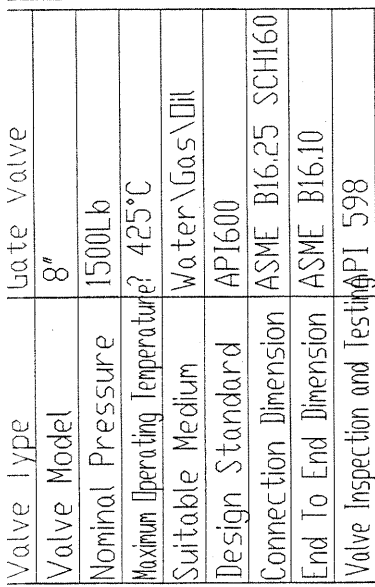 Valve Type Gate Valve
Valve Model 8"
Nominal Pressure 1500Lb
Maximum Operating Temperature? 425°C
Suitable Medium Water\Gas\Oil
Design Standard API600
Connection Dimension ASME B16.25 SCH160
End To End Dimension ASME B16.10
Valve Inspection and Testing API 598